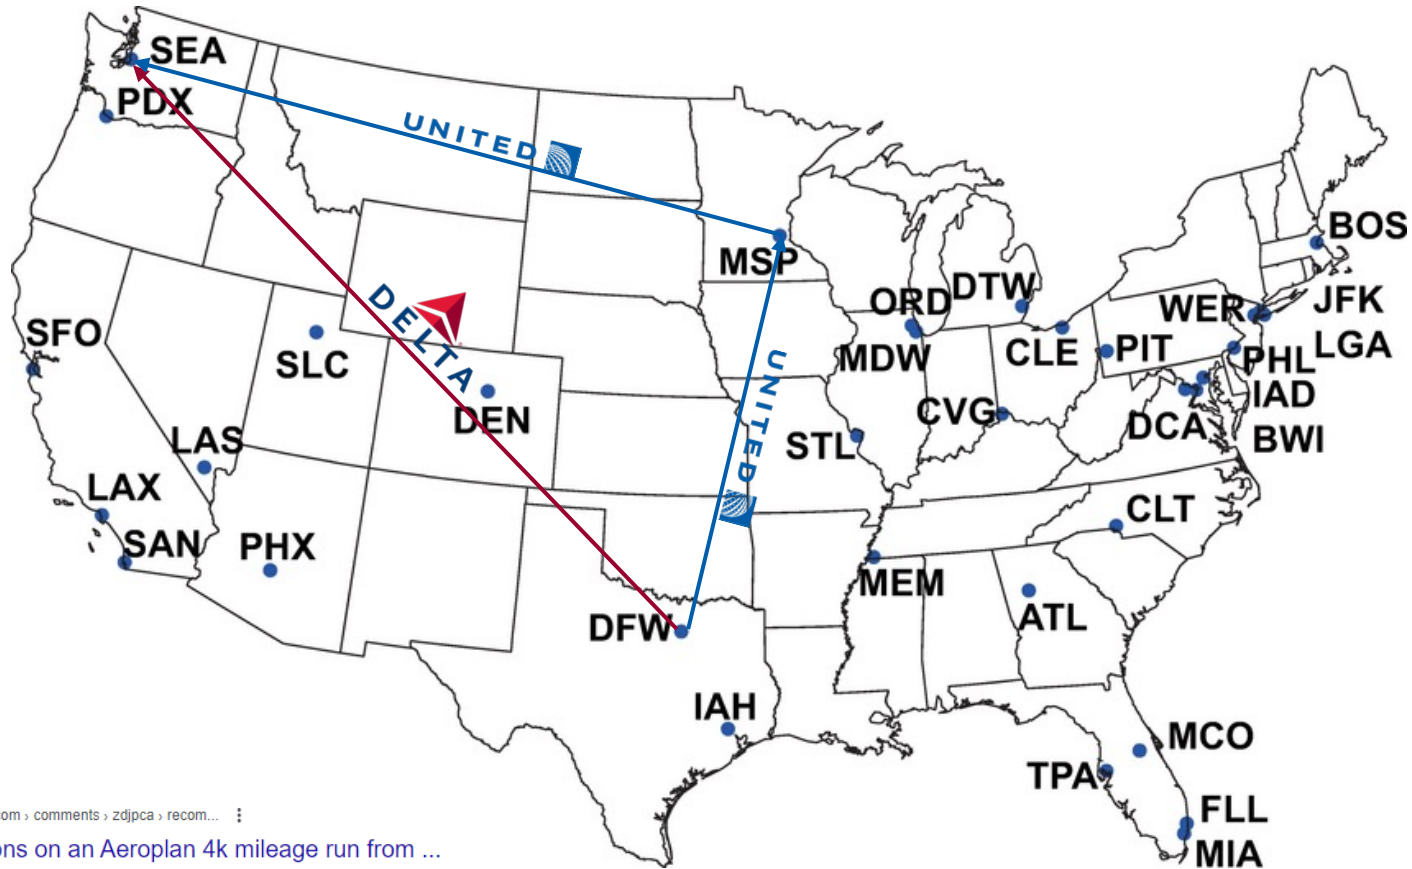 SEA
PDX
UNITED
BOS
MSP
DTW
ORD
DELTA
WER
JFK
SFO
SLC
MDW
CLE
PIT
PHL
LGA
UNITED
IAD
DEN
CVG
DCA
BWI
LAS
STL
LAX
CLT
SAN
PHX
MEM
ATL
DFW
IAH
MCO
TPA
FLL
om › comments › zdjpca › recom...
ons on an Aeroplan 4k mileage run from ...
MIA